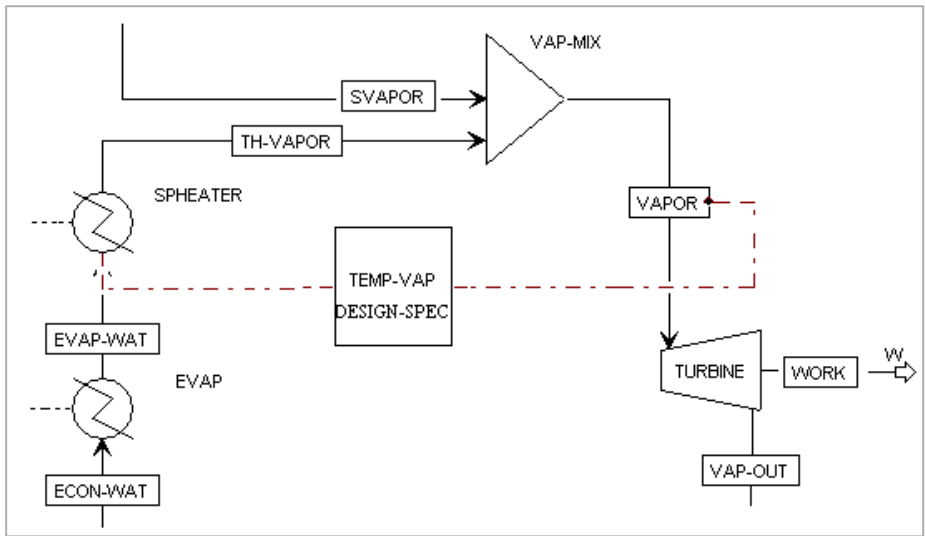 VAP-MIX
SVAPOR
TH-VAPOR
SPHEATER
VAPOR
TEMP-VAP
DESIGN-SPEC
EVAP-WAT
EVAP
TURBINE
WORK
W
VAP-OUT
ECON-WAT